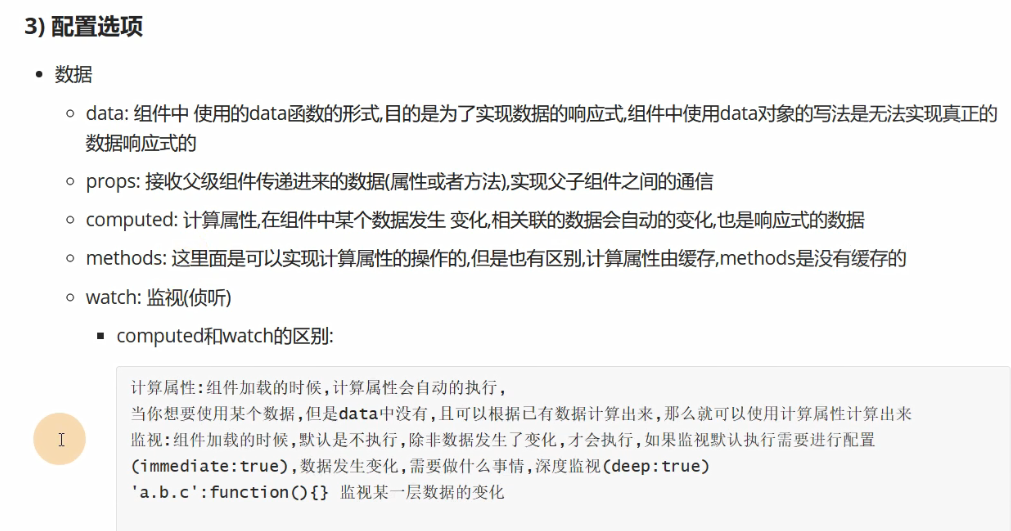 3) 配置选项
数据
data: 组件中 使用的data函数的形式,目的是为了实现数据的响应式,组件中使用data对象的写法是无法实现真正的
数据响应式的
props: 接收父级组件传递进来的数据(属性或者方法),实现父子组件之间的通信
computed: 计算属性,在组件中某个数据发生 变化,相关联的数据会自动的变化,也是响应式的数据
methods: 这里面是可以实现计算属性的操作的,但是也有区别,计算属性由缓存,methods是没有缓存的
watch: 监视(侦听)
computed和watch的区别:
计算属性:组件加载的时候,计算属性会自动的执行,
当你想要使用某个数据,但是data中没有,且可以根据已有数据计算出来,那么就可以使用计算属性计算出来
监视:组件加载的时候,默认是不执行,除非数据发生了变化,才会执行,如果监视默认执行需要进行配置
(immediate:true),数据发生变化,需要做什么事情,深度监视(deep:true)
'a.b.c':function(){} 监视某一层数据的变化